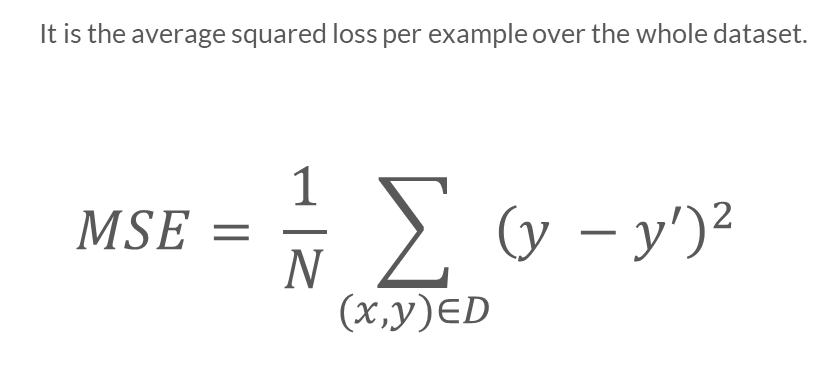 It is the average squared loss per example over the whole dataset.
MSE = 1/N ∑ (x,y)∈D (y − y′)²